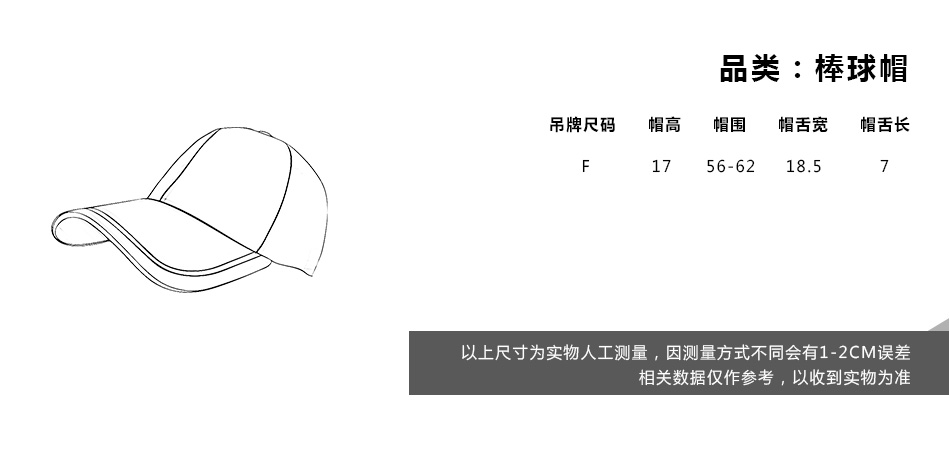 品类：棒球帽
吊牌尺码 帽高 帽围 帽舌宽 帽舌长
F 17 56-62 18.5 7
以上尺寸为实物人工测量，因测量方式不同会有1-2CM误差
相关数据仅作参考，以收到实物为准